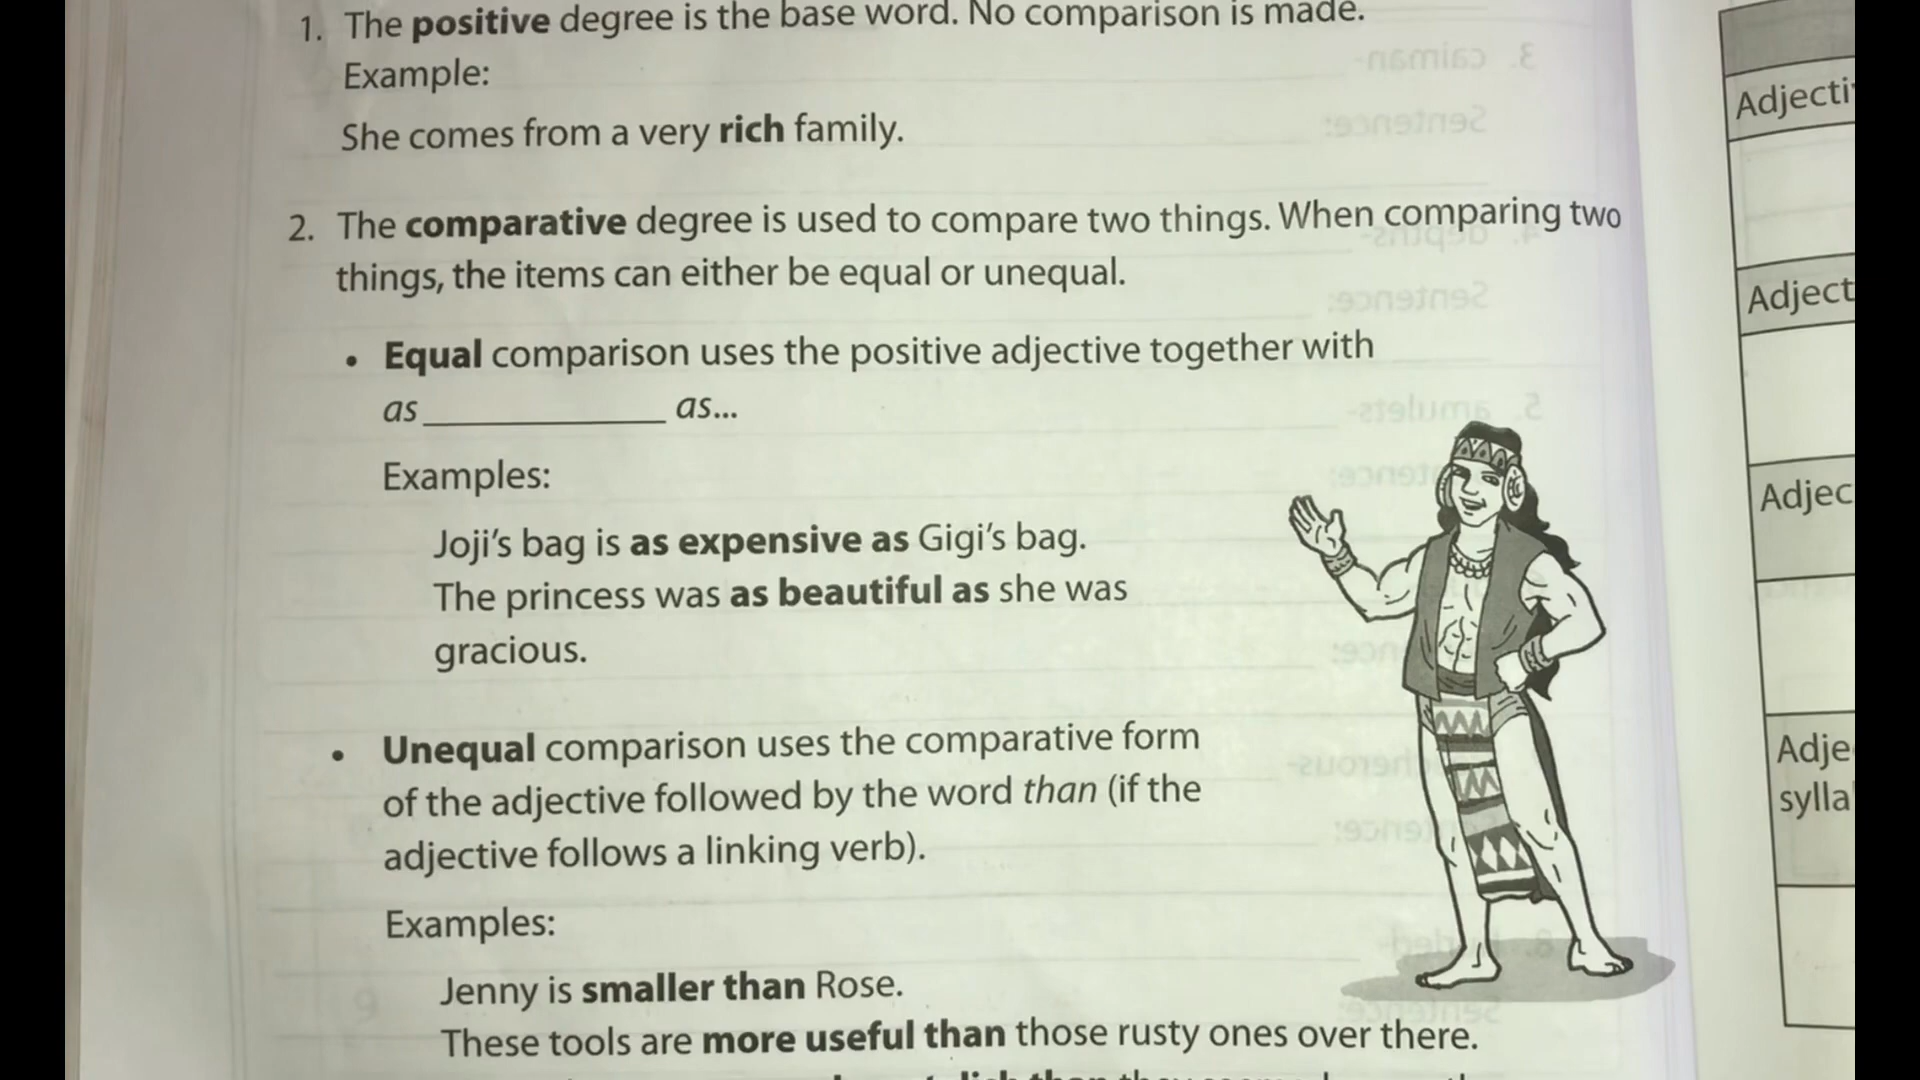 1. The positive degree is the base word. No comparison is made.
Example:
She comes from a very rich family.
2. The comparative degree is used to compare two things. When comparing two
things, the items can either be equal or unequal.
• Equal comparison uses the positive adjective together with
as ____________ as...
Examples:
Joji's bag is as expensive as Gigi's bag.
The princess was as beautiful as she was
gracious.
• Unequal comparison uses the comparative form
of the adjective followed by the word than (if the
adjective follows a linking verb).
Examples:
Jenny is smaller than Rose.
These tools are more useful than those rusty ones over there.
than they
Adjecti
Adject
Adjec
Adje
sylla